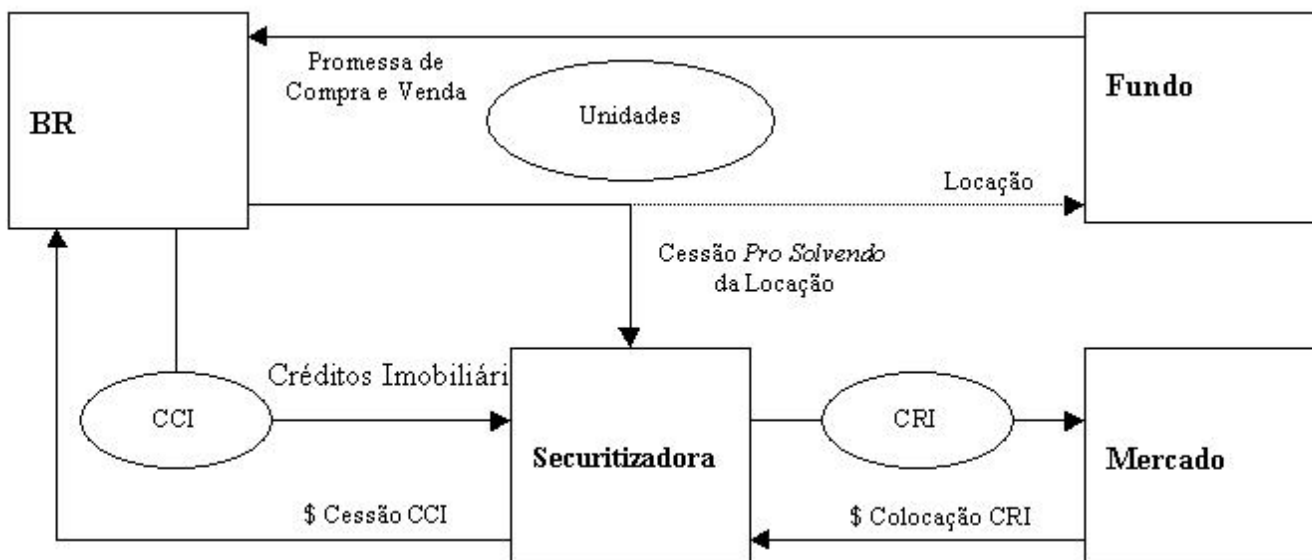 Promessa de
Compra e Venda
BR
Unidades
Fundo
Locação
Cessão Pro Solvendo
da Locação
Créditos Imobiliári
CCI
Securitizadora
CRI
Mercado
$ Cessão CCI
$ Colocação CRI